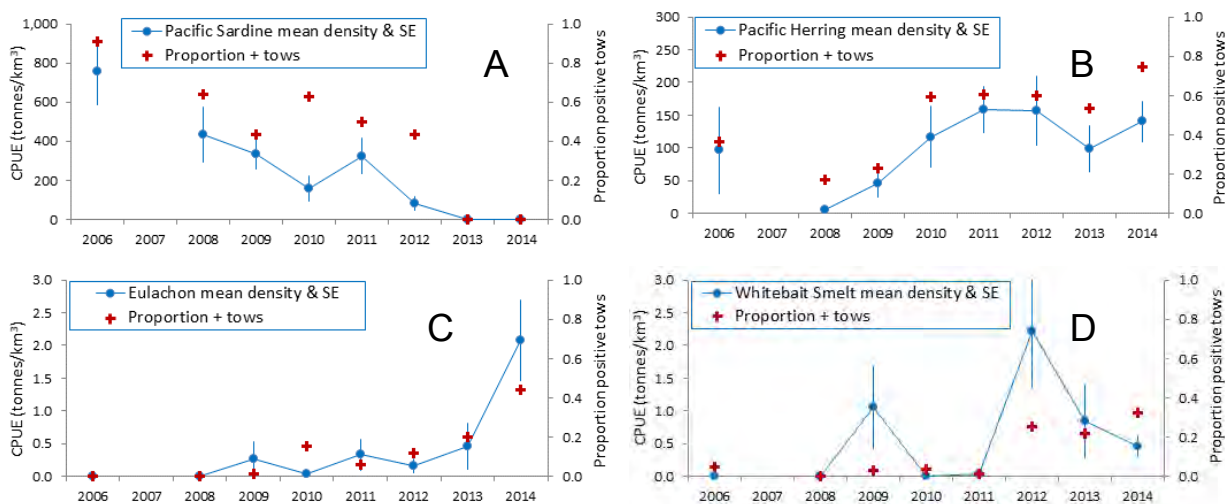 Pacific Sardine mean density & SE
Proportion + tows
A
CPUE (tonnes/km³)
1,000
800
600
400
200
0
1.0
0.8
0.6
0.4
0.2
0.0
Proportion positive tows
2006 2007 2008 2009 2010 2011 2012 2013 2014
Pacific Herring mean density & SE
Proportion + tows
B
CPUE (tonnes/km³)
300
250
200
150
100
50
0
1.0
0.8
0.6
0.4
0.2
0.0
Proportion positive tows
2006 2007 2008 2009 2010 2011 2012 2013 2014
Eulachon mean density & SE
Proportion + tows
C
CPUE (tonnes/km³)
3.0
2.5
2.0
1.5
1.0
0.5
0.0
1.0
0.8
0.6
0.4
0.2
0.0
Proportion positive tows
2006 2007 2008 2009 2010 2011 2012 2013 2014
Whitebait Smelt mean density & SE
Proportion + tows
D
CPUE (tonnes/km³)
3.0
2.5
2.0
1.5
1.0
0.5
0.0
1.0
0.8
0.6
0.4
0.2
0.0
Proportion positive tows
2006 2007 2008 2009 2010 2011 2012 2013 2014